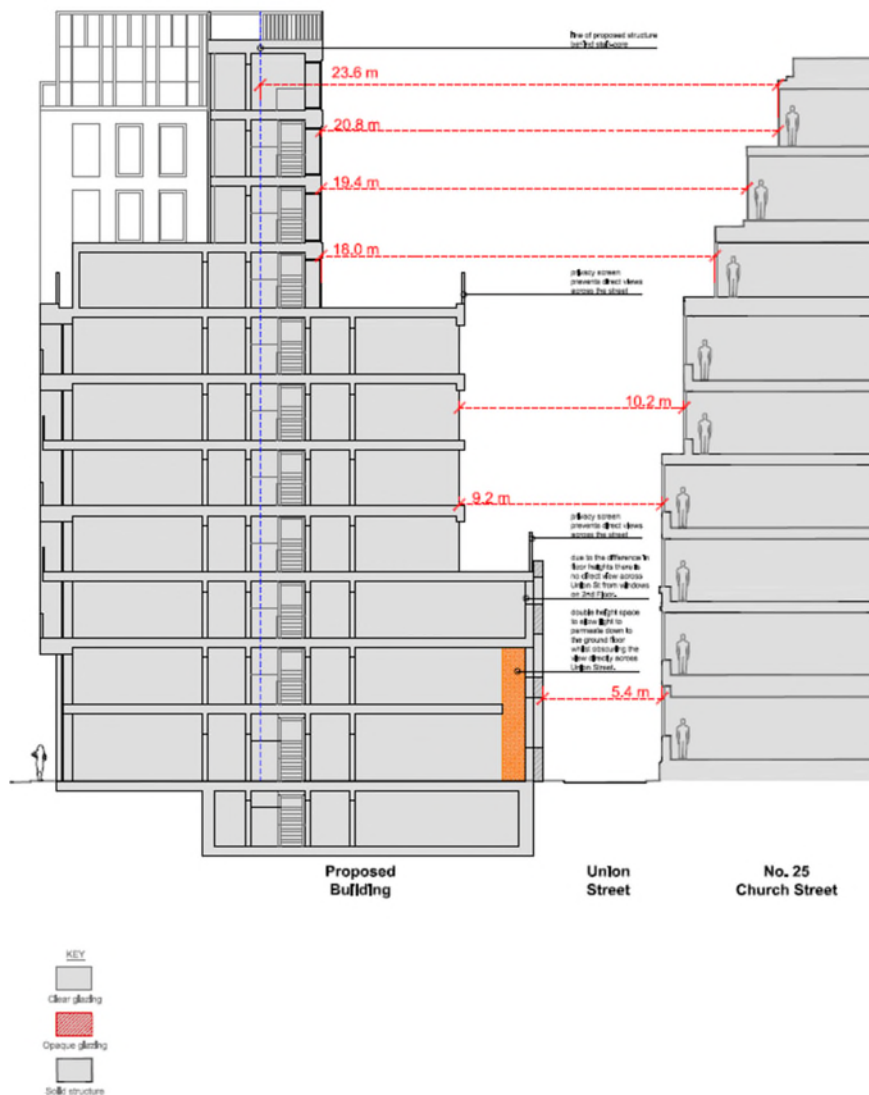 line of proposed structure
behind stair-core
23.6 m
20.8 m
19.4 m
18.0 m
privacy screen
prevents direct views
across the street
10.2 m
9.2 m
privacy screen
prevents direct views
across the street
due to the difference in
floor heights there is
no direct view across
Union St from windows
on 2nd Floor.
double height space
to allow light to
permeate down to
the ground floor
whilst obscuring the
view directly across
Union Street.
5.4 m
Proposed
Building
Union
Street
No. 25
Church Street
KEY
Clear glazing
Opaque glazing
Solid structure